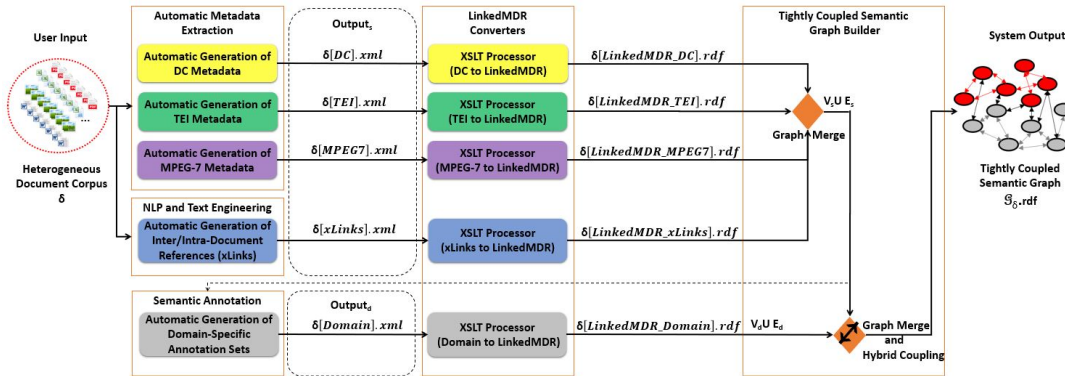 User Input
Heterogeneous
Document Corpus
δ
Automatic Metadata
Extraction
Automatic Generation of
DC Metadata
Automatic Generation of
TEI Metadata
Automatic Generation of
MPEG-7 Metadata
NLP and Text Engineering
Automatic Generation of
Inter/Intra-Document
References (xLinks)
Semantic Annotation
Automatic Generation of
Domain-Specific
Annotation Sets
Outputs
δ[DC].xml
δ[TEI].xml
δ[MPEG7].xml
δ[xLinks].xml
Outputd
δ[Domain].xml
LinkedMDR
Converters
XSLT Processor
(DC to LinkedMDR)
XSLT Processor
(TEI to LinkedMDR)
XSLT Processor
(MPEG-7 to LinkedMDR)
XSLT Processor
(xLinks to LinkedMDR)
XSLT Processor
(Domain to LinkedMDR)
δ[LinkedMDR_DC].rdf
δ[LinkedMDR_TEI].rdf
δ[LinkedMDR_MPEG7].rdf
δ[LinkedMDR_xLinks].rdf
δ[LinkedMDR_Domain].rdf
Tightly Coupled Semantic
Graph Builder
VsU Es
Graph Merge
VdU Ed
Graph Merge
and
Hybrid Coupling
System Output
Tightly Coupled
Semantic Graph
𝒢δ.rdf